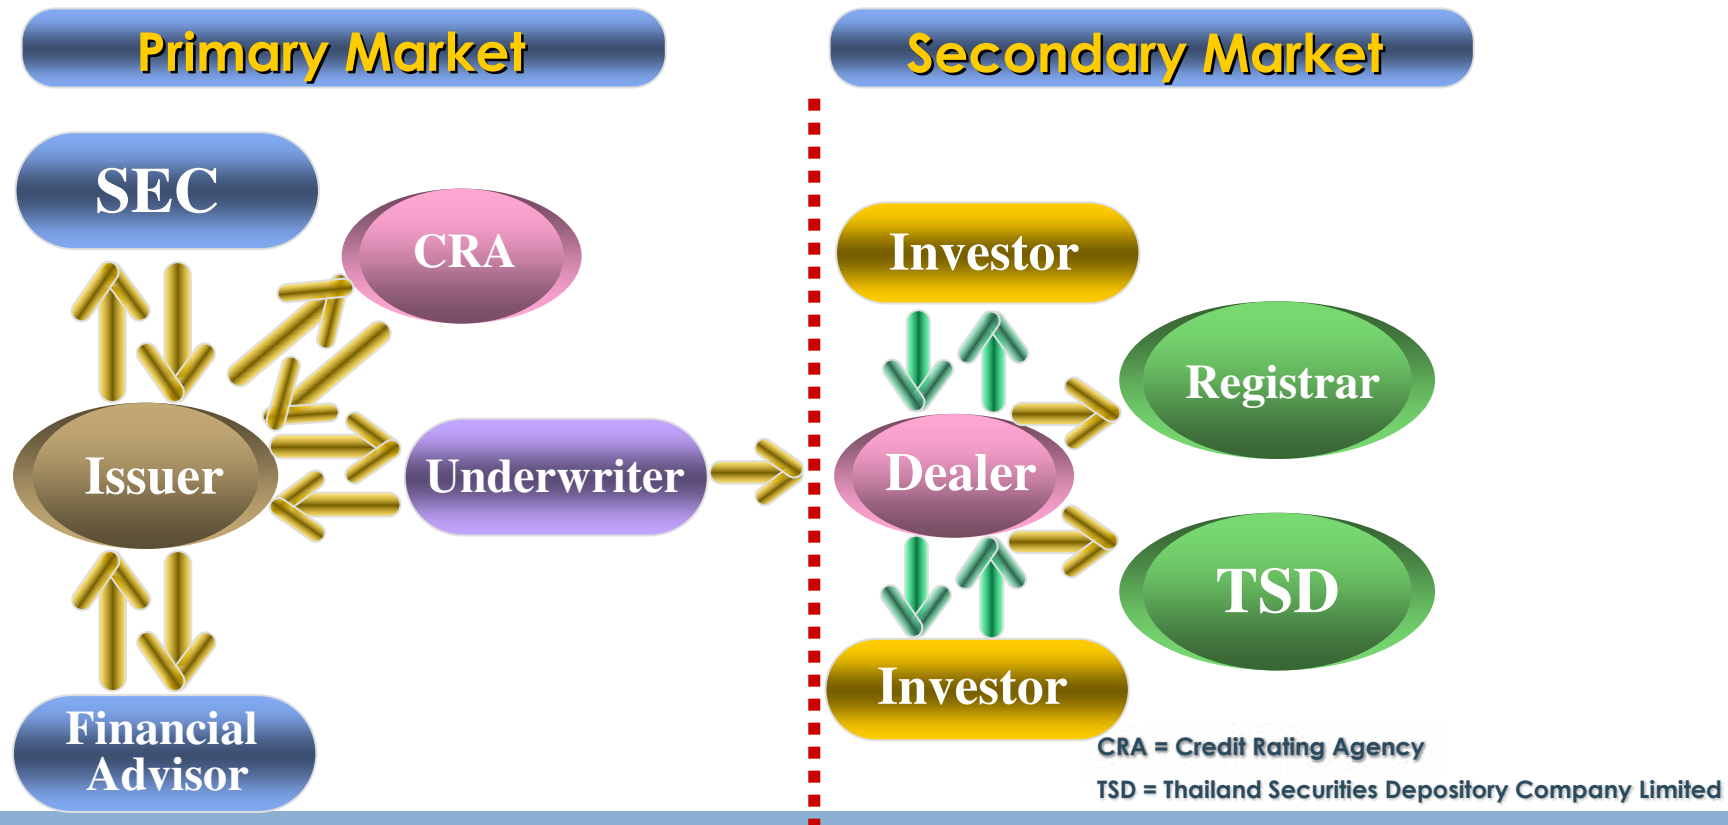 Primary Market
Secondary Market
SEC
CRA
Investor
Registrar
Issuer
Underwriter
Dealer
TSD
Investor
Financial
Advisor
CRA = Credit Rating Agency
TSD = Thailand Securities Depository Company Limited